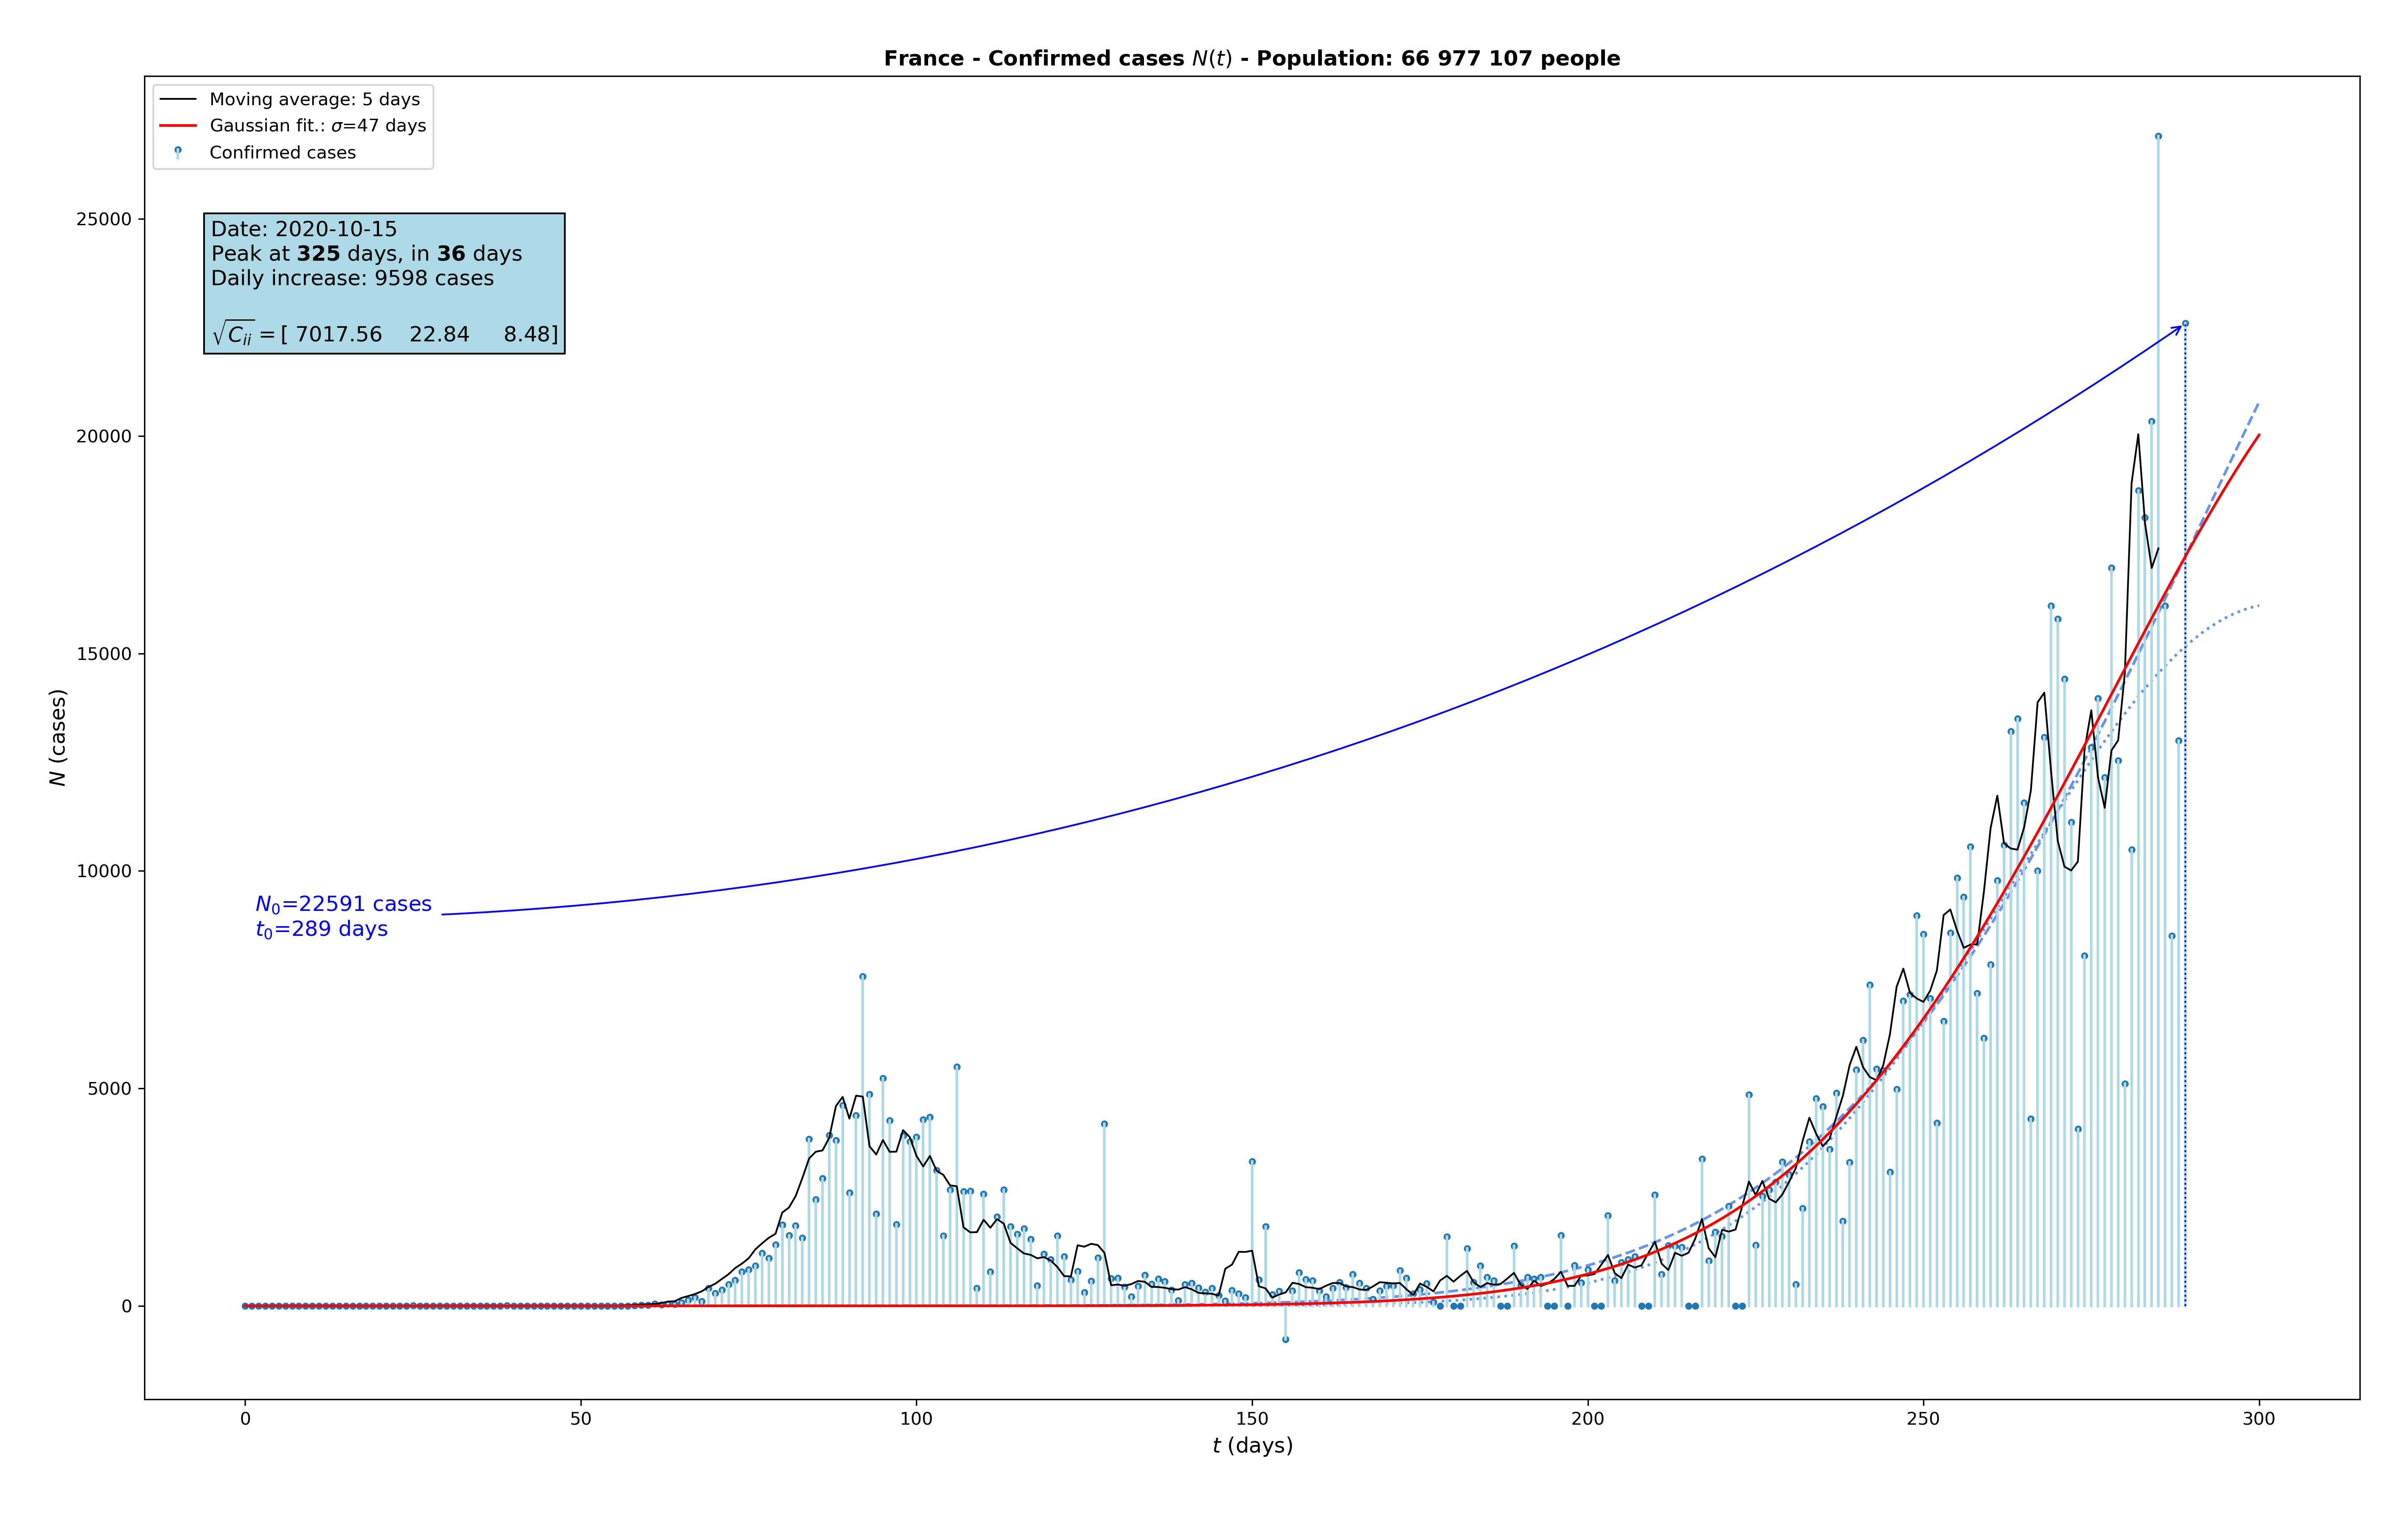 France - Confirmed cases N(t) - Population: 66 977 107 people
Moving average: 5 days
Gaussian fit.: σ=47 days
Confirmed cases
Date: 2020-10-15
Peak at 325 days, in 36 days
Daily increase: 9598 cases
√Cᵢᵢ = [ 7017.56 22.84 8.48]
N₀=22591 cases
t₀=289 days
N (cases)
25000
20000
15000
10000
5000
0
0 50 100 150 200 250 300
t (days)